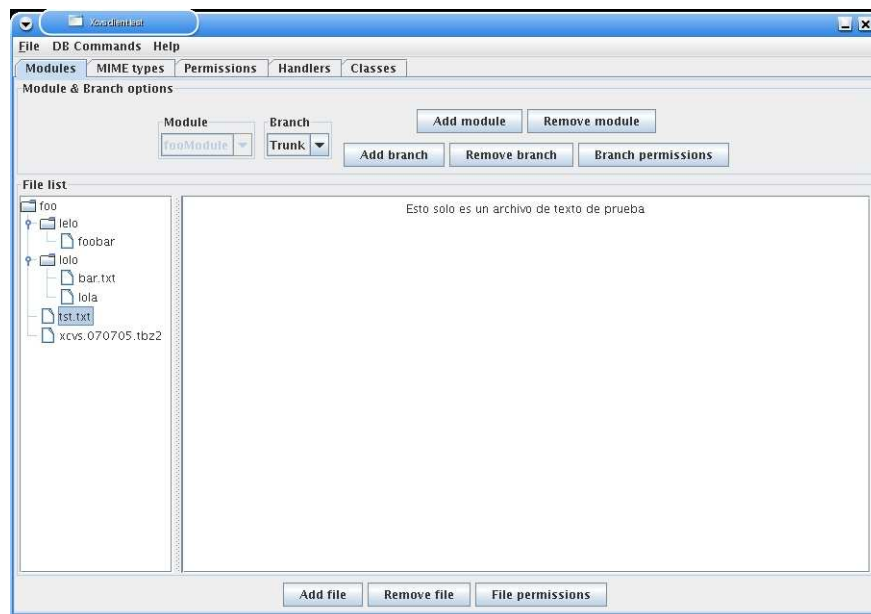 Xcvsclient test
File DB Commands Help
Modules MIME types Permissions Handlers Classes
Module & Branch options
Module Branch Add module Remove module
fooModule Trunk Add branch Remove branch Branch permissions
File list
foo Esto solo es un archivo de texto de prueba
lelo
foobar
lolo
bar.txt
lola
tst.txt
xcvs.070705.tbz2
Add file Remove file File permissions